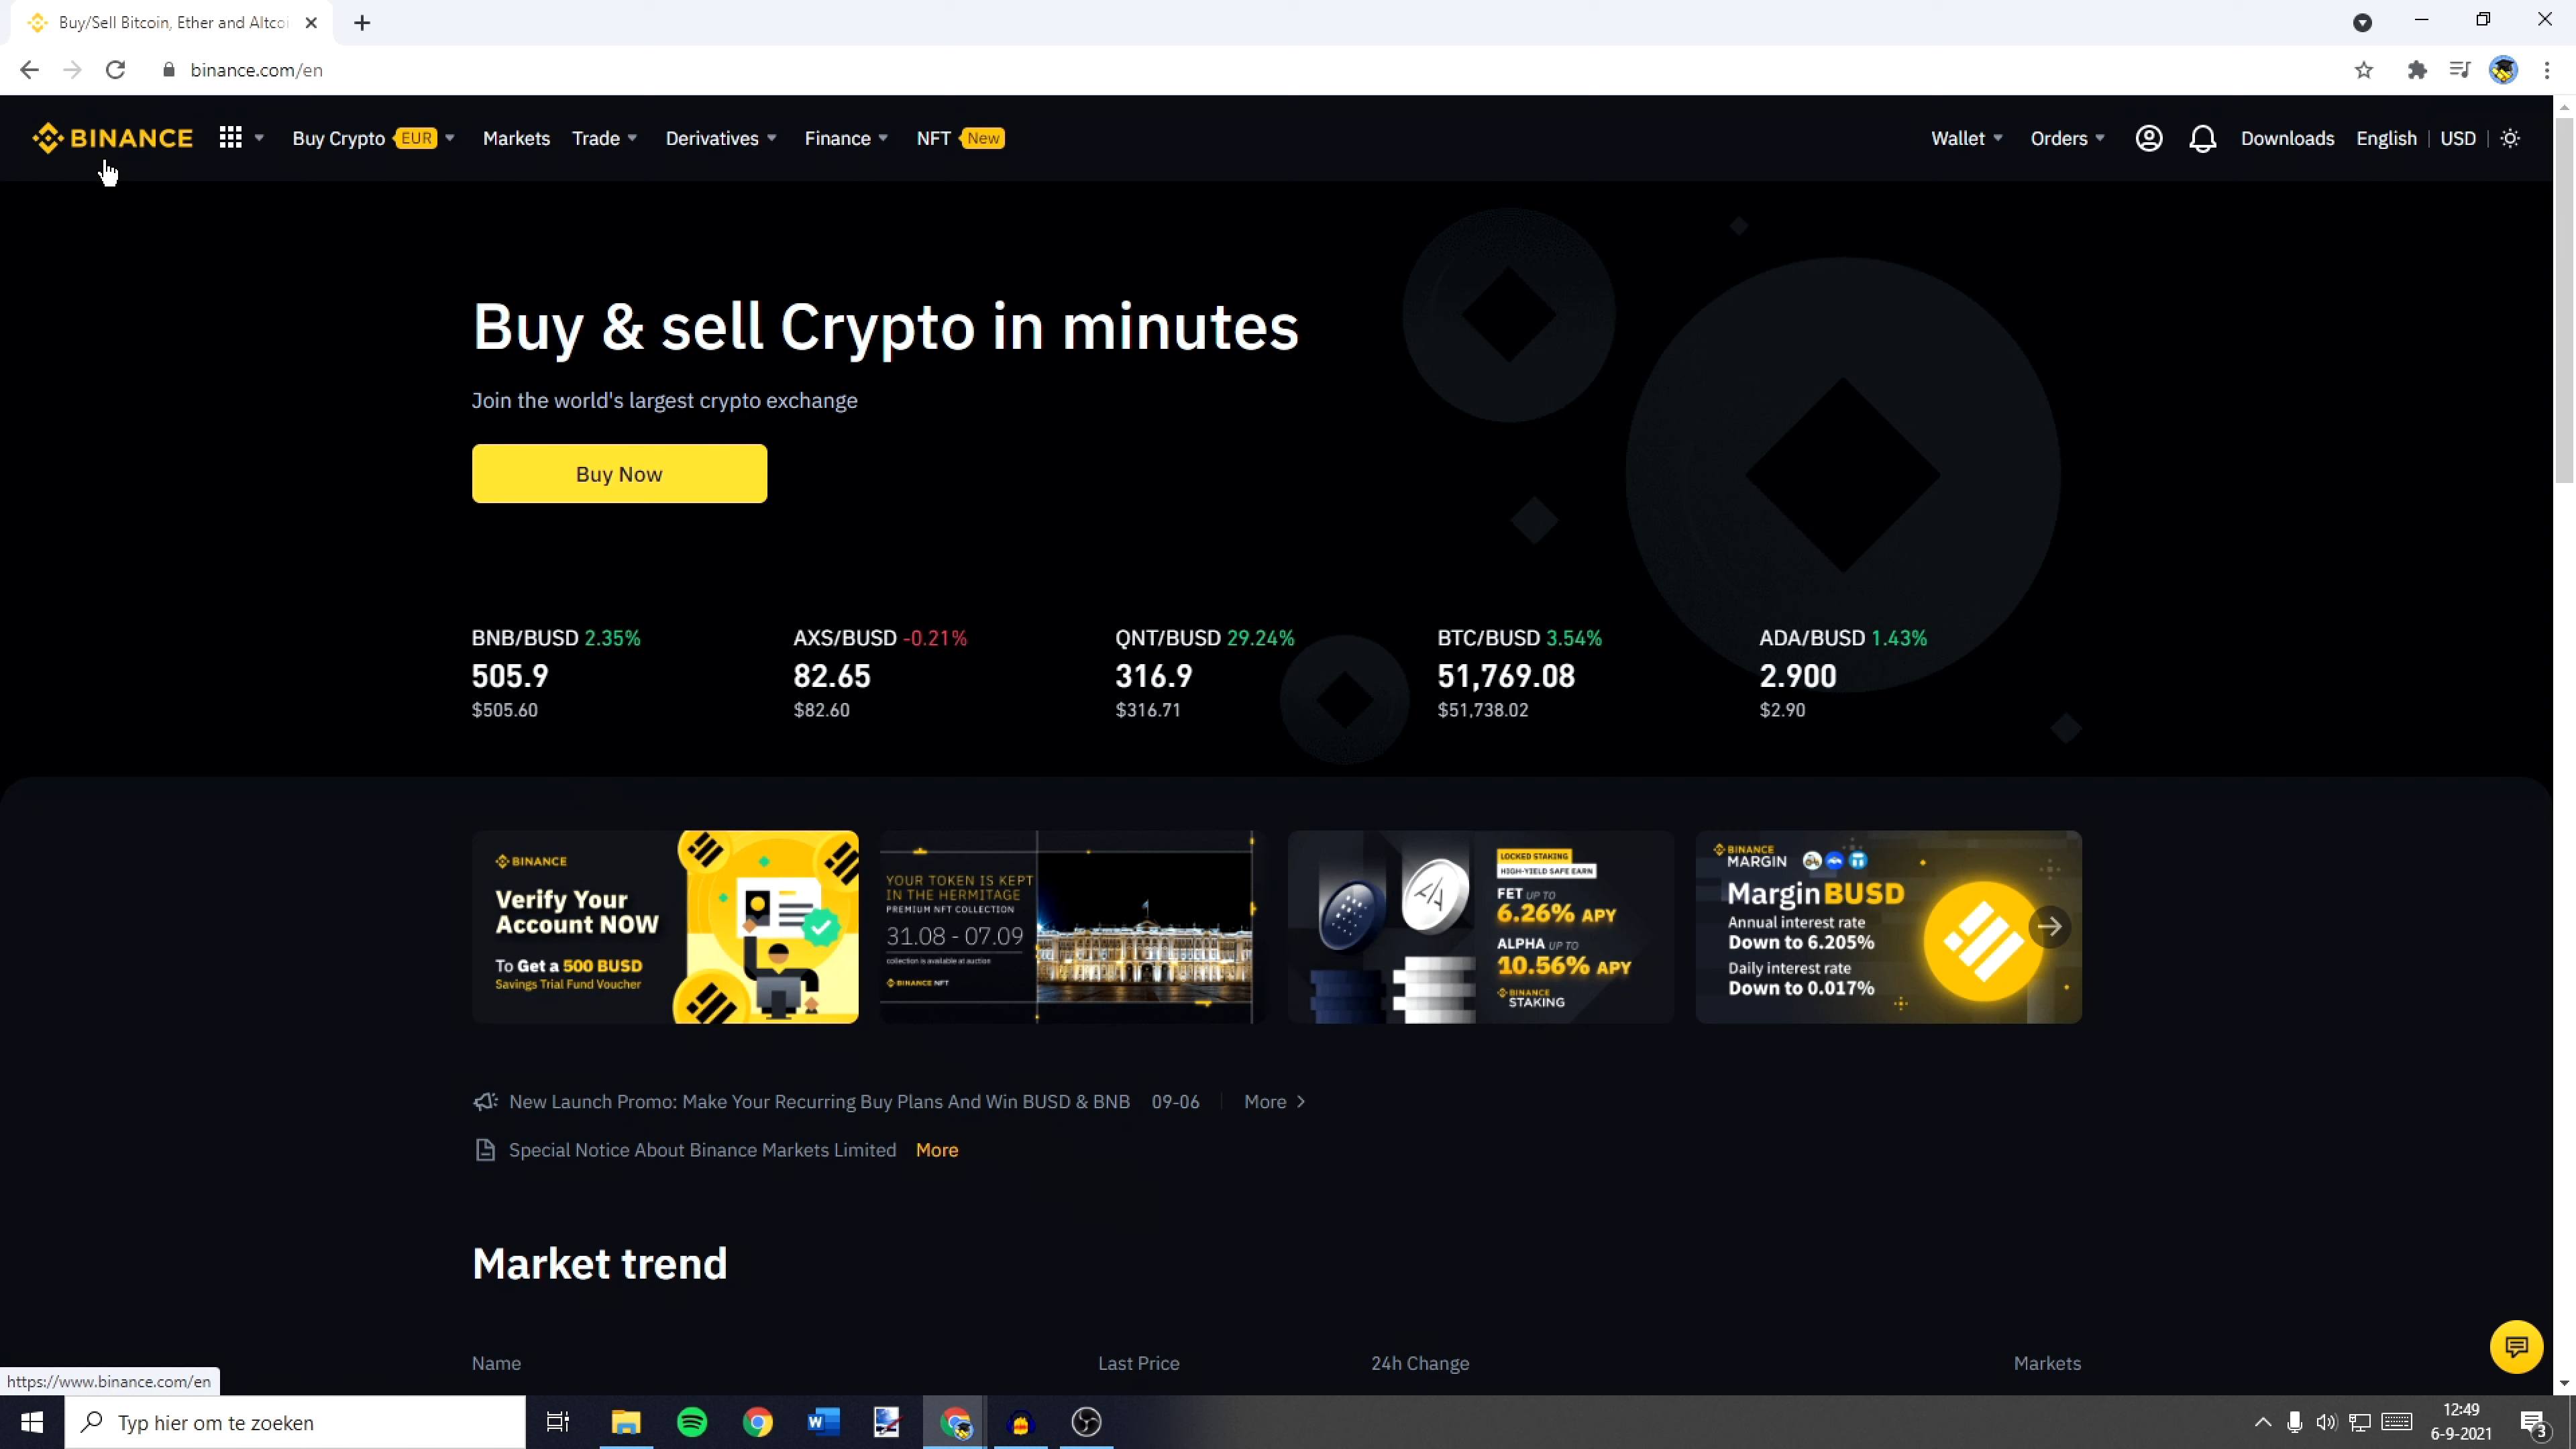 Buy/Sell Bitcoin, Ether and Altcoi
binance.com/en
BINANCE Buy Crypto EUR Markets Trade Derivatives Finance NFT New Wallet Orders Downloads English USD
Buy & sell Crypto in minutes
Join the world's largest crypto exchange
Buy Now
BNB/BUSD 2.35% AXS/BUSD -0.21% QNT/BUSD 29.24% BTC/BUSD 3.54% ADA/BUSD 1.43%
505.9 82.65 316.9 51,769.08 2.900
$505.60 $82.60 $316.71 $51,738.02 $2.90
BINANCE
Verify Your
Account NOW
To Get a 500 BUSD
Savings Trial Fund Voucher
YOUR TOKEN IS KEPT
IN THE HERMITAGE
PREMIUM NFT COLLECTION
31.08 - 07.09
collection is available at auction
BINANCE NFT
LOCKED STAKING
HIGH-YIELD SAFE EARN
FET UP TO
6.26% APY
ALPHA UP TO
10.56% APY
BINANCE
STAKING
BINANCE
MARGIN
Margin BUSD
Annual interest rate
Down to 6.205%
Daily interest rate
Down to 0.017%
New Launch Promo: Make Your Recurring Buy Plans And Win BUSD & BNB 09-06 More
Special Notice About Binance Markets Limited More
Market trend
Name Last Price 24h Change Markets
https://www.binance.com/en
Typ hier om te zoeken
12:49
6-9-2021
3